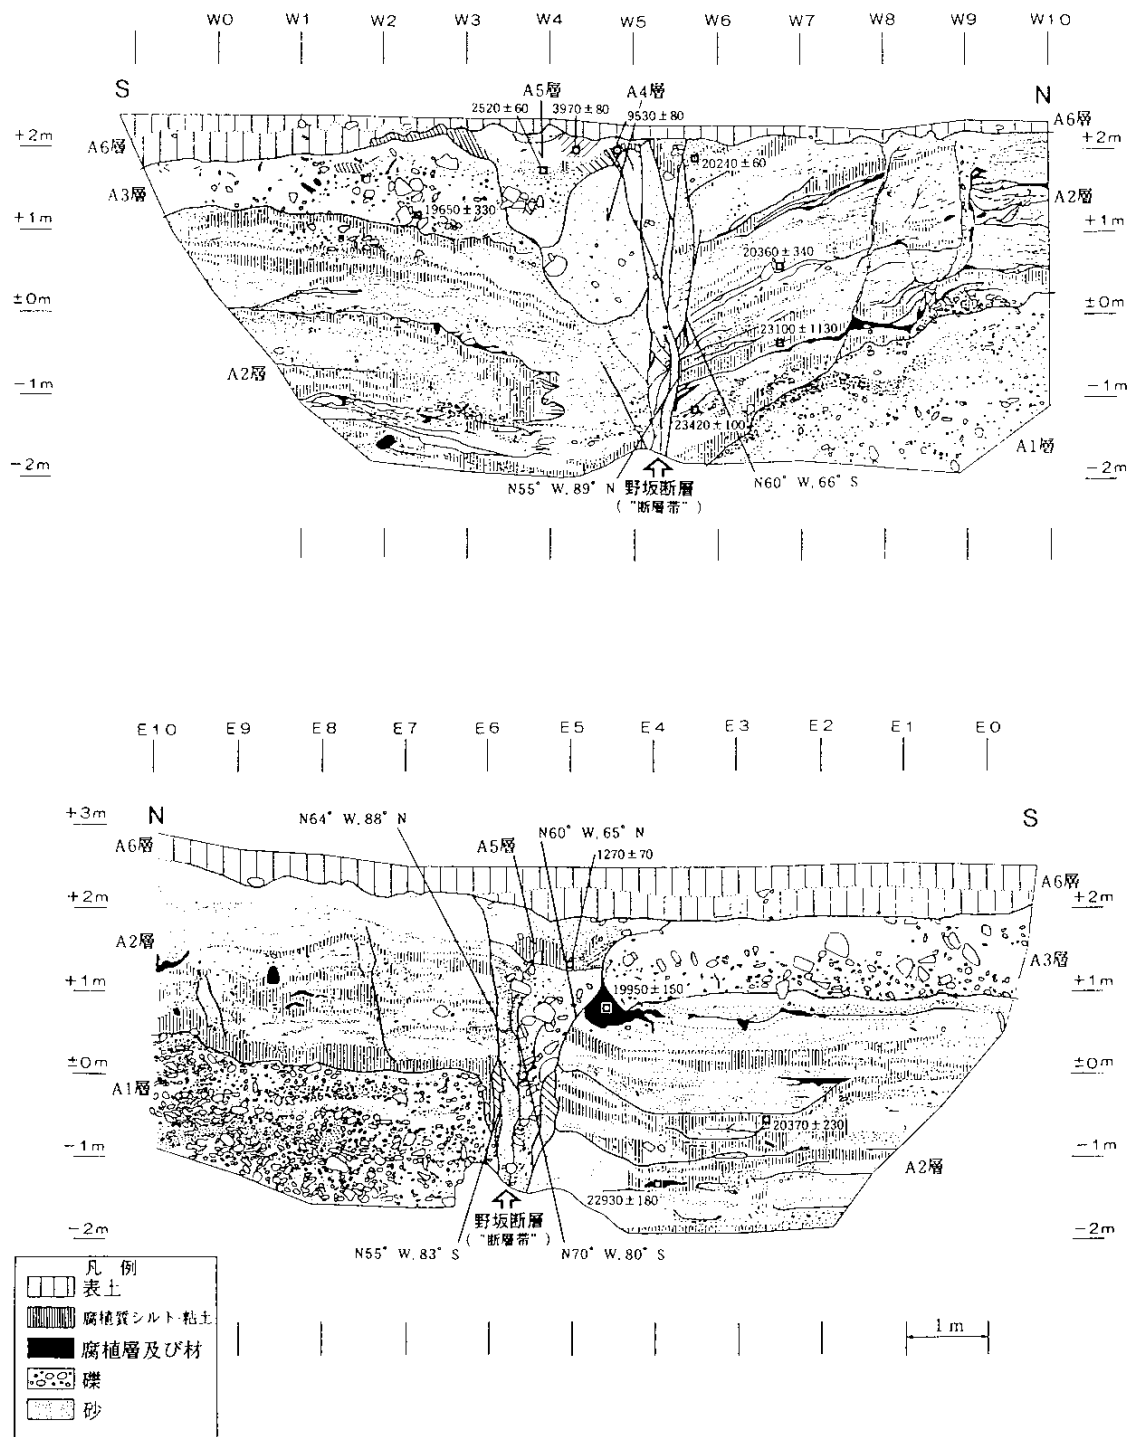 W0 W1 W2 W3 W4 W5 W6 W7 W8 W9 W10
S N
A5層 A4層
2520±60 3970±80 9530±80
+2m A6層 A6層 +2m
20240±60
A3層 A2層
19650±330
+1m +1m
20360±340
±0m ±0m
23100±1130
A2層
-1m -1m
23420±100
A1層
-2m -2m
N55°W,89°N 野坂断層 N60°W,66°S
("断層帯")
E10 E9 E8 E7 E6 E5 E4 E3 E2 E1 E0
+3m N S
N64°W,88°N N60°W,65°N
A6層 A5層 1270±70
A6層
+2m +2m
A2層 A3層
+1m 19950±160 +1m
±0m ±0m
A1層
20370±230
-1m -1m
A2層
22930±180
-2m 野坂断層 -2m
("断層帯")
N55°W,83°S N70°W,80°S
凡例
表土
腐植質シルト・粘土
腐植層及び材
礫
砂
1m